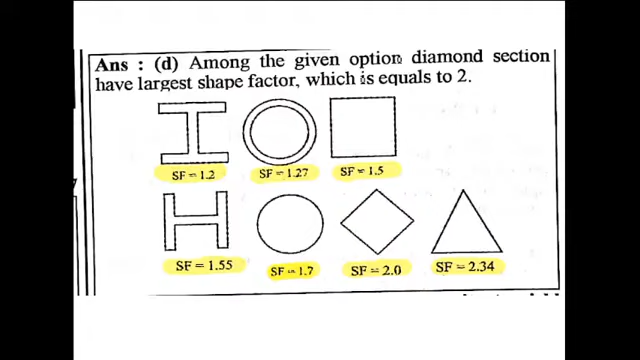 Ans : (d) Among the given option diamond section
have largest shape factor, which is equals to 2.
SF = 1.2 SF = 1.27 SF = 1.5
SF = 1.55 SF = 1.7 SF = 2.0 SF = 2.34